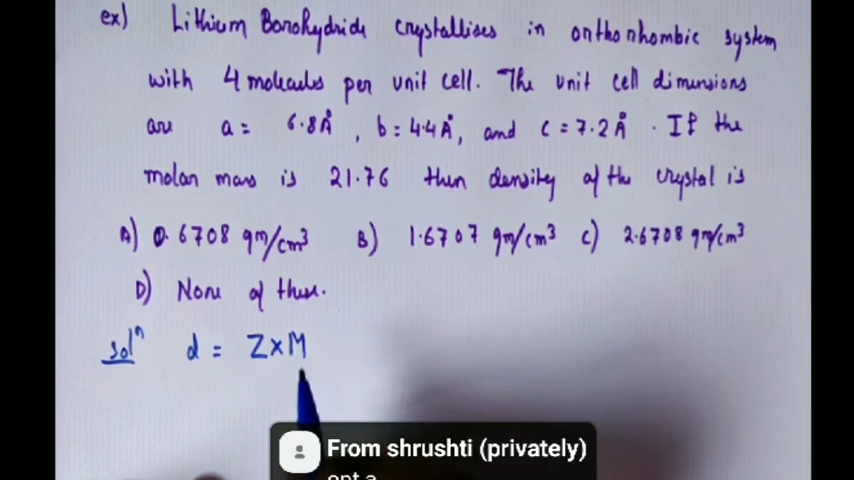 ex) Lithium Borohydride crystallises in orthorhombic system
with 4 molecules per unit cell. The unit cell dimensions
are a= 6.8Å , b= 4.4Å, and c = 7.2Å . If the
molar mass is 21.76 then density of the crystal is
A) 0.6708 gm/cm³ B) 1.6707 gm/cm³ C) 2.6708 gm/cm³
D) None of these.
solⁿ d = Z×M
From shrushti (privately)
opt a